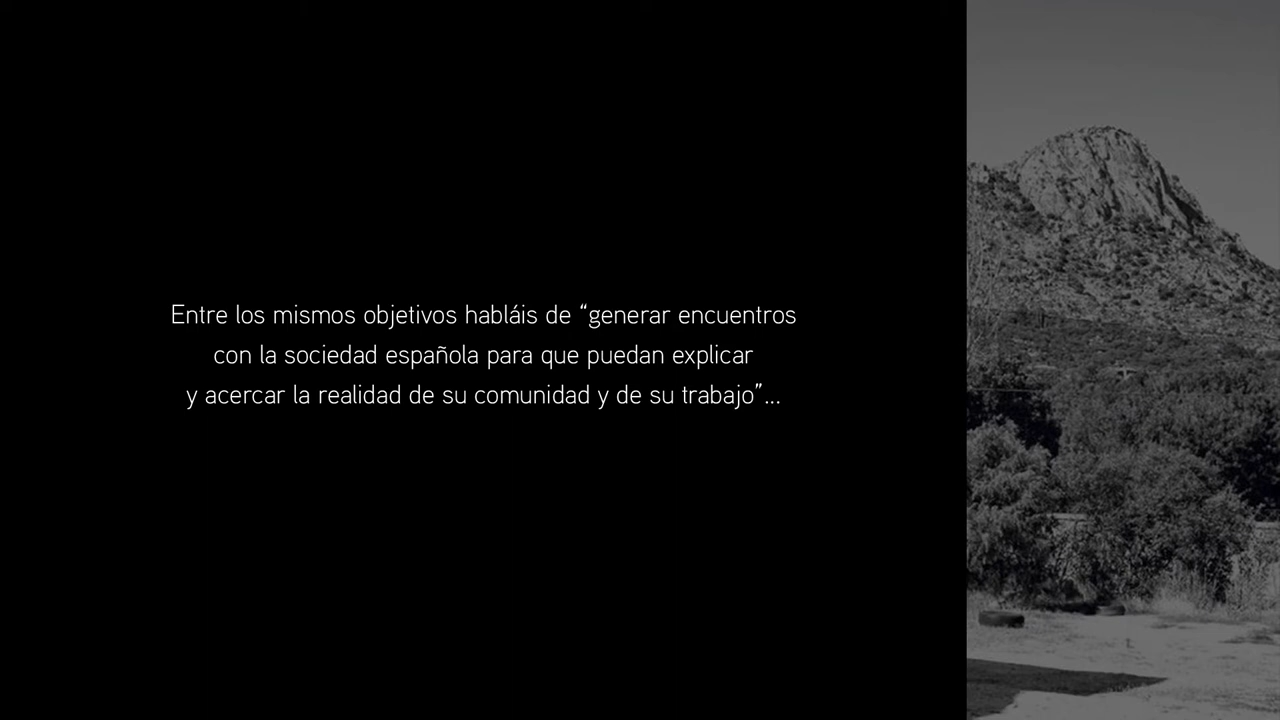 Entre los mismos objetivos habláis de “generar encuentros
con la sociedad española para que puedan explicar
y acercar la realidad de su comunidad y de su trabajo”...